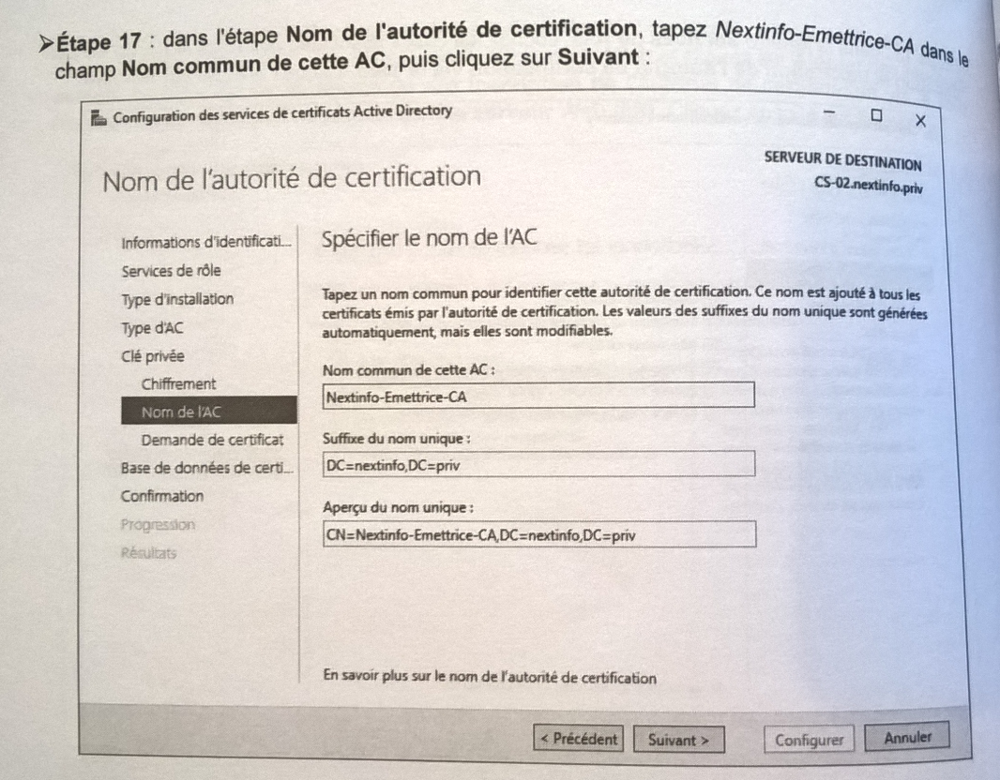 ➢Étape 17 : dans l'étape Nom de l'autorité de certification, tapez Nextinfo-Emettrice-CA dans le
champ Nom commun de cette AC, puis cliquez sur Suivant :
Configuration des services de certificats Active Directory
SERVEUR DE DESTINATION
CS-02.nextinfo.priv
Nom de l'autorité de certification
Informations d'identificati...
Services de rôle
Type d'installation
Type d'AC
Clé privée
Chiffrement
Nom de l'AC
Demande de certificat
Base de données de certi...
Confirmation
Progression
Résultats
Spécifier le nom de l'AC
Tapez un nom commun pour identifier cette autorité de certification. Ce nom est ajouté à tous les
certificats émis par l'autorité de certification. Les valeurs des suffixes du nom unique sont générées
automatiquement, mais elles sont modifiables.
Nom commun de cette AC :
Nextinfo-Emettrice-CA
Suffixe du nom unique :
DC=nextinfo,DC=priv
Aperçu du nom unique :
CN=Nextinfo-Emettrice-CA,DC=nextinfo,DC=priv
En savoir plus sur le nom de l'autorité de certification
< Précédent
Suivant >
Configurer
Annuler